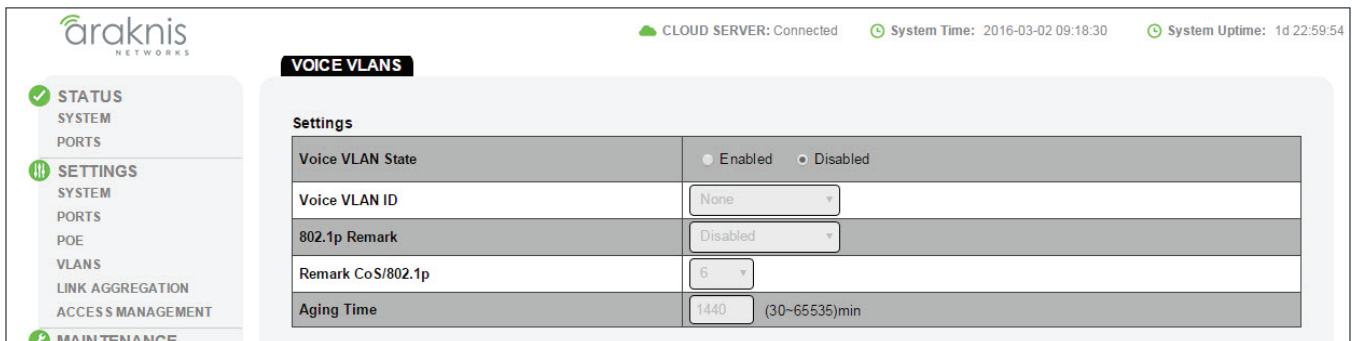 araknis
NETWORKS
CLOUD SERVER: Connected
System Time: 2016-03-02 09:18:30
System Uptime: 1d 22:59:54
VOICE VLANS
STATUS
SYSTEM
PORTS
SETTINGS
SYSTEM
PORTS
POE
VLANS
LINK AGGREGATION
ACCESS MANAGEMENT
MAINTENANCE
Settings
Voice VLAN State Enabled Disabled
Voice VLAN ID None
802.1p Remark Disabled
Remark CoS/802.1p 6
Aging Time 1440 (30~65535)min